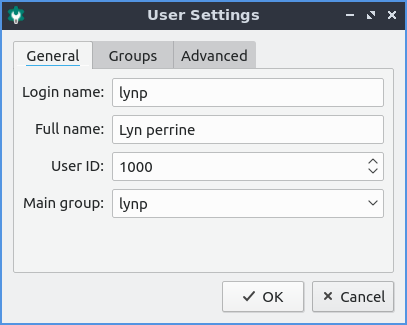 User Settings
General Groups Advanced
Login name: lynp
Full name: Lyn perrine
User ID: 1000
Main group: lynp
OK Cancel